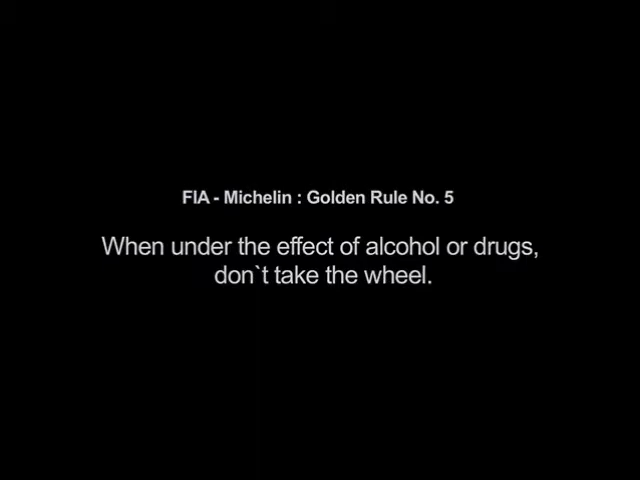 FIA - Michelin : Golden Rule No. 5
When under the effect of alcohol or drugs,
don`t take the wheel.